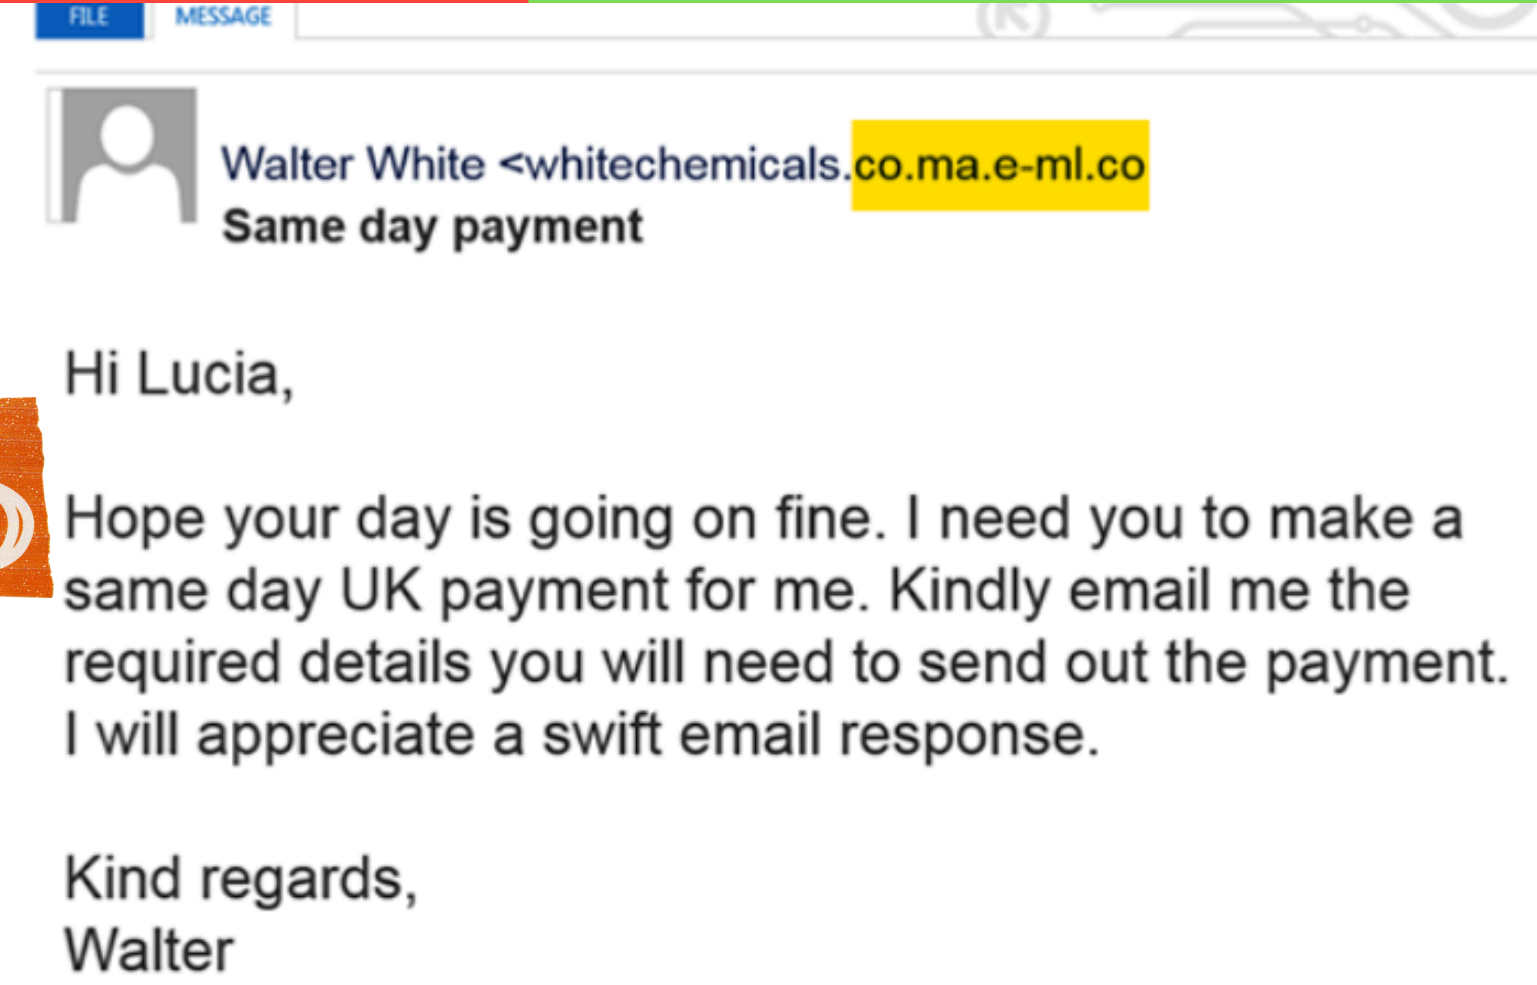 FILE MESSAGE
Walter White <whitechemicals.co.ma.e-ml.co
Same day payment
Hi Lucia,
Hope your day is going on fine. I need you to make a
same day UK payment for me. Kindly email me the
required details you will need to send out the payment.
I will appreciate a swift email response.
Kind regards,
Walter